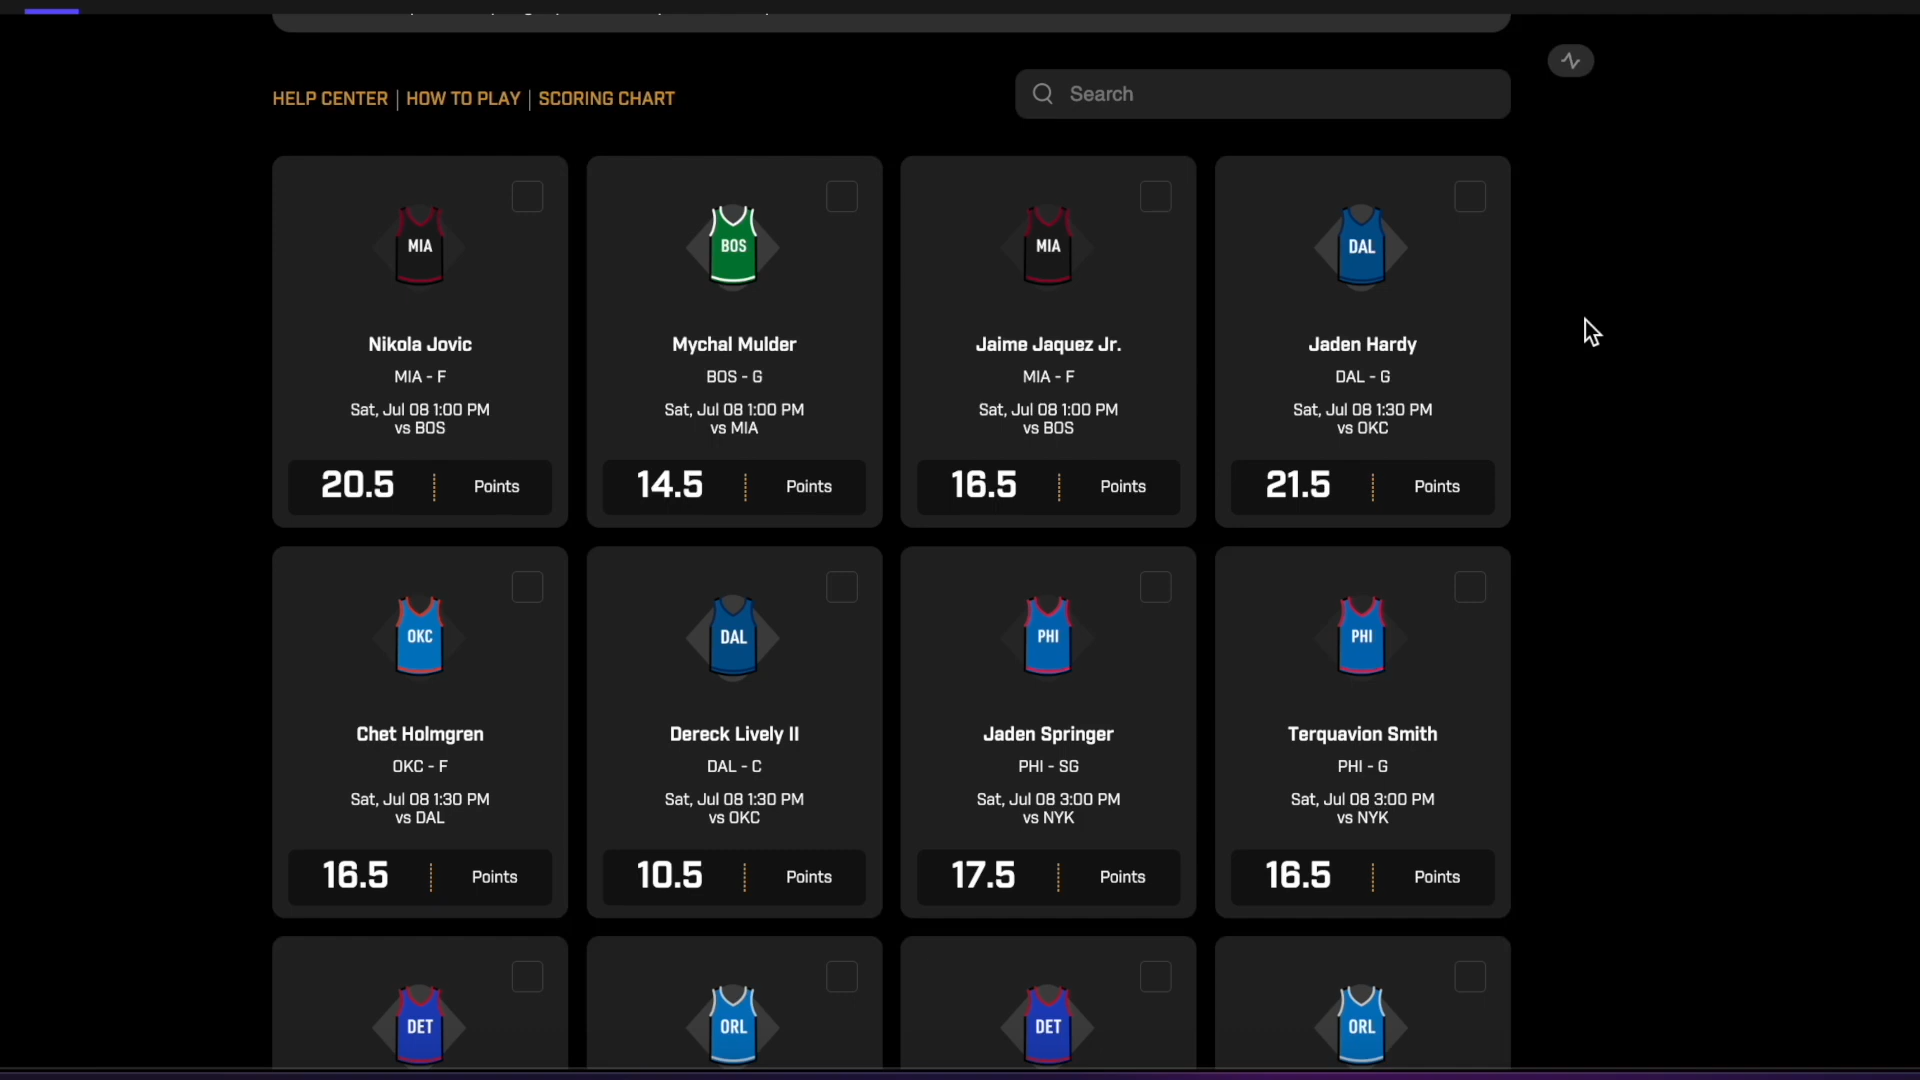 HELP CENTER | HOW TO PLAY | SCORING CHART
Search
MIA
Nikola Jovic
MIA - F
Sat, Jul 08 1:00 PM
vs BOS
20.5 Points
BOS
Mychal Mulder
BOS - G
Sat, Jul 08 1:00 PM
vs MIA
14.5 Points
MIA
Jaime Jaquez Jr.
MIA - F
Sat, Jul 08 1:00 PM
vs BOS
16.5 Points
DAL
Jaden Hardy
DAL - G
Sat, Jul 08 1:30 PM
vs OKC
21.5 Points
OKC
Chet Holmgren
OKC - F
Sat, Jul 08 1:30 PM
vs DAL
16.5 Points
DAL
Dereck Lively II
DAL - C
Sat, Jul 08 1:30 PM
vs OKC
10.5 Points
PHI
Jaden Springer
PHI - SG
Sat, Jul 08 3:00 PM
vs NYK
17.5 Points
PHI
Terquavion Smith
PHI - G
Sat, Jul 08 3:00 PM
vs NYK
16.5 Points
DET
ORL
DET
ORL